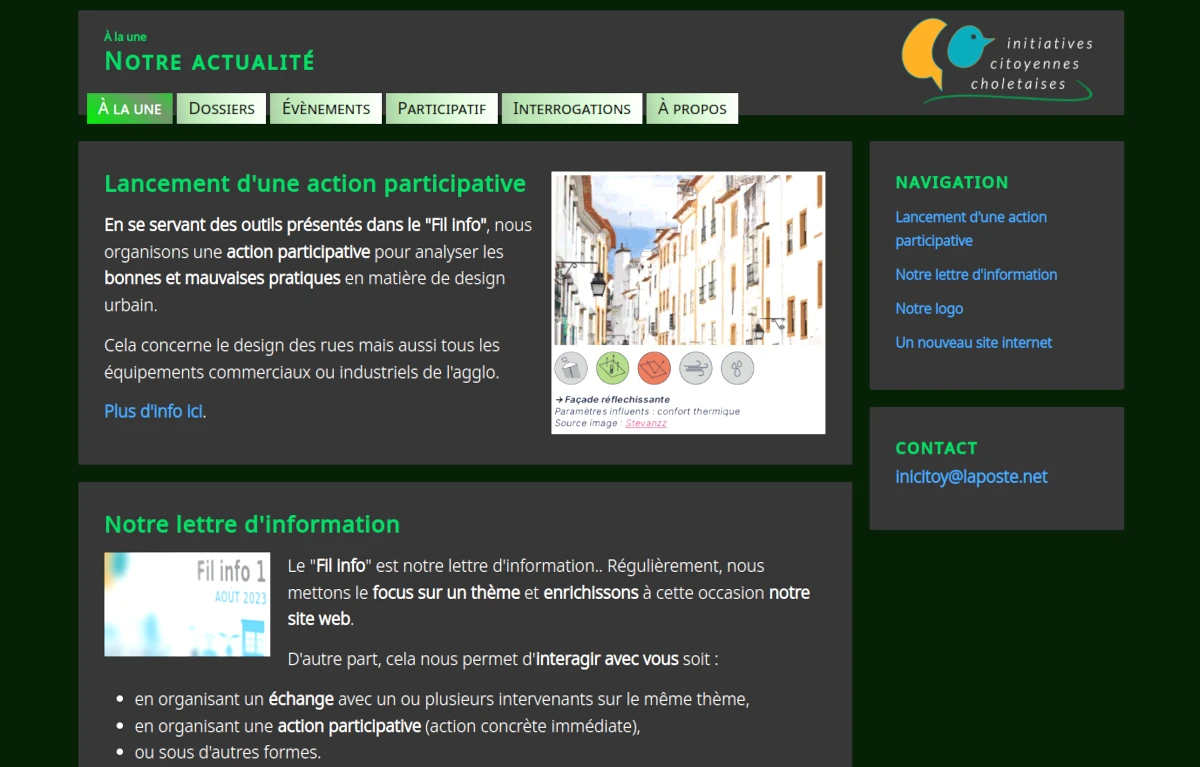 À la une
Notre actualité
initiatives
citoyennes
choletaises
À la une
Dossiers
Évènements
Participatif
Interrogations
À propos
Lancement d'une action participative
En se servant des outils présentés dans le "Fil info", nous
organisons une action participative pour analyser les
bonnes et mauvaises pratiques en matière de design
urbain.
Cela concerne le design des rues mais aussi tous les
équipements commerciaux ou industriels de l'agglo.
Plus d'info ici.
→ Façade réflechissante
Paramètres influents : confort thermique
Source image : Stevanzz
Notre lettre d'information
Fil info 1
AOUT 2023
Le "Fil info" est notre lettre d'information.. Régulièrement, nous
mettons le focus sur un thème et enrichissons à cette occasion notre
site web.
D'autre part, cela nous permet d'interagir avec vous soit :
• en organisant un échange avec un ou plusieurs intervenants sur le même thème,
• en organisant une action participative (action concrète immédiate),
• ou sous d'autres formes.
NAVIGATION
Lancement d'une action
participative
Notre lettre d'information
Notre logo
Un nouveau site internet
CONTACT
inicitoy@laposte.net